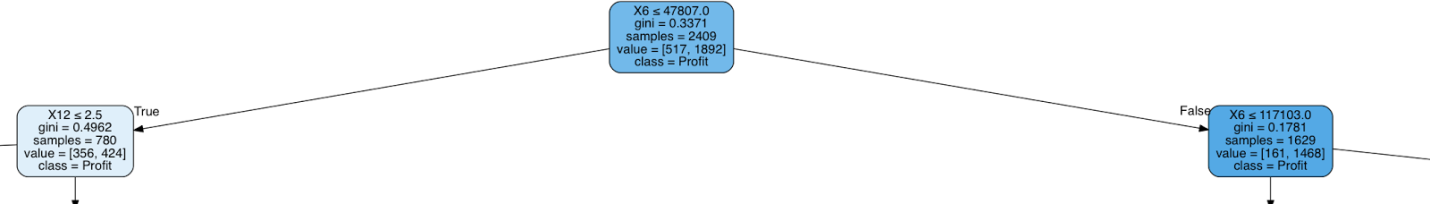 X6 ≤ 47807.0
gini = 0.3371
samples = 2409
value = [517, 1892]
class = Profit
True
X12 ≤ 2.5
gini = 0.4962
samples = 780
value = [356, 424]
class = Profit
False
X6 ≤ 117103.0
gini = 0.1781
samples = 1629
value = [161, 1468]
class = Profit